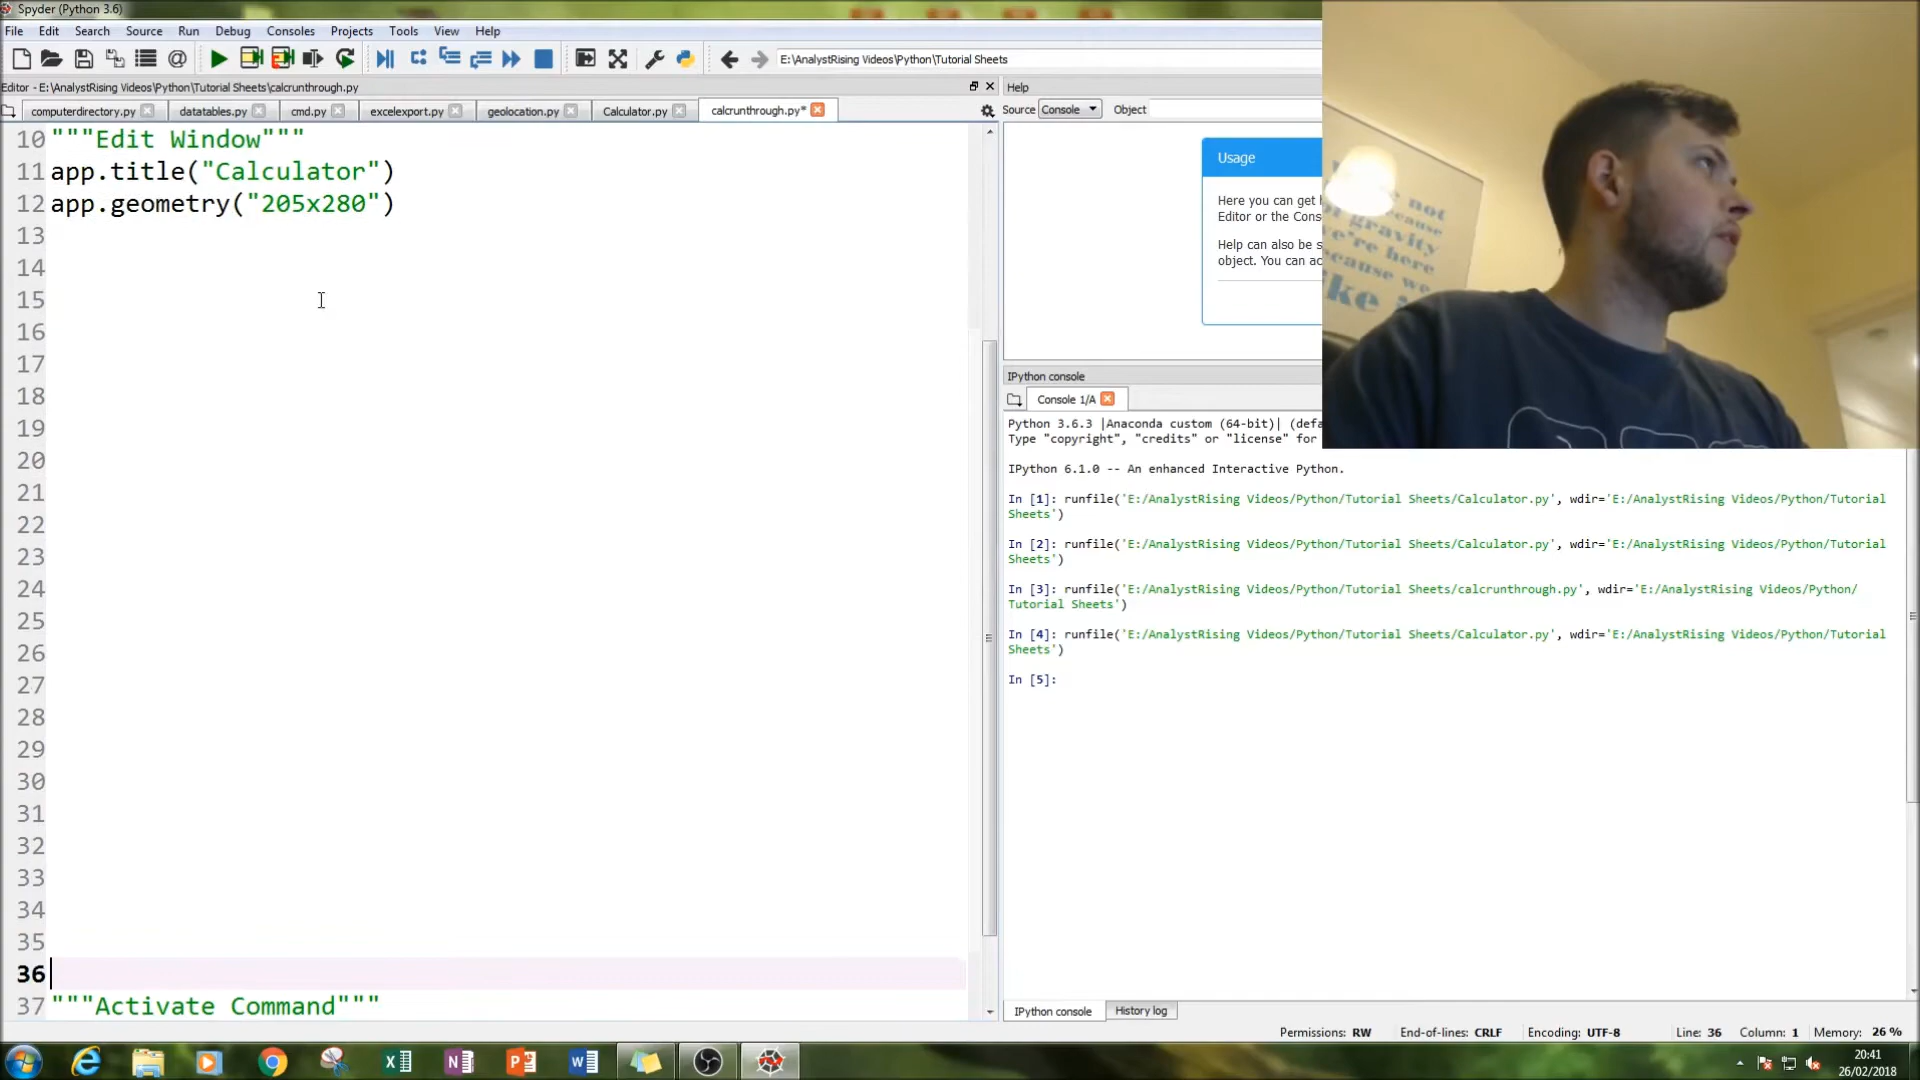 Spyder (Python 3.6)
File Edit Search Source Run Debug Consoles Projects Tools View Help
E:\AnalystRising Videos\Python\Tutorial Sheets
Editor - E:\AnalystRising Videos\Python\Tutorial Sheets\calcrunthrough.py
Help
computerdirectory.py datatables.py cmd.py excelexport.py geolocation.py Calculator.py calcrunthrough.py*
Source Console Object
10 """Edit Window"""
11 app.title("Calculator")
12 app.geometry("205x280")
13
14
15
16
17
18
19
20
21
22
23
24
25
26
27
28
29
30
31
32
33
34
35
36
37 """Activate Command"""
Usage
Here you can get
Editor or the Cons
Help can also be s
object. You can ac
not
because
of gravity
we're here
because we
ke
IPython console
Console 1/A
Python 3.6.3 |Anaconda custom (64-bit)| (defa
Type "copyright", "credits" or "license" for
IPython 6.1.0 -- An enhanced Interactive Python.
In [1]: runfile('E:/AnalystRising Videos/Python/Tutorial Sheets/Calculator.py', wdir='E:/AnalystRising Videos/Python/Tutorial
Sheets')
In [2]: runfile('E:/AnalystRising Videos/Python/Tutorial Sheets/Calculator.py', wdir='E:/AnalystRising Videos/Python/Tutorial
Sheets')
In [3]: runfile('E:/AnalystRising Videos/Python/Tutorial Sheets/calcrunthrough.py', wdir='E:/AnalystRising Videos/Python/
Tutorial Sheets')
In [4]: runfile('E:/AnalystRising Videos/Python/Tutorial Sheets/Calculator.py', wdir='E:/AnalystRising Videos/Python/Tutorial
Sheets')
In [5]:
IPython console History log
Permissions: RW End-of-lines: CRLF Encoding: UTF-8 Line: 36 Column: 1 Memory: 26 %
20:41
26/02/2018